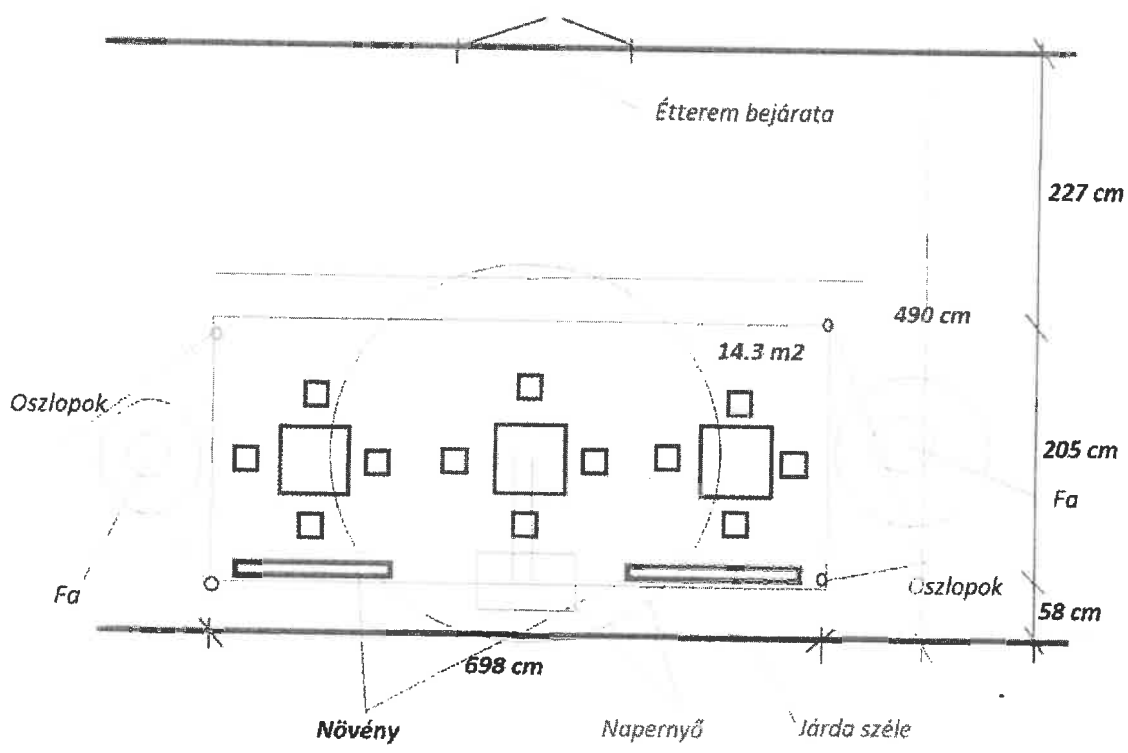 Étterem bejárata
227 cm
490 cm
14.3 m2
Oszlopok
205 cm
Fa
Fa
Oszlopok
58 cm
698 cm
Növény
Napernyő
Járda széle